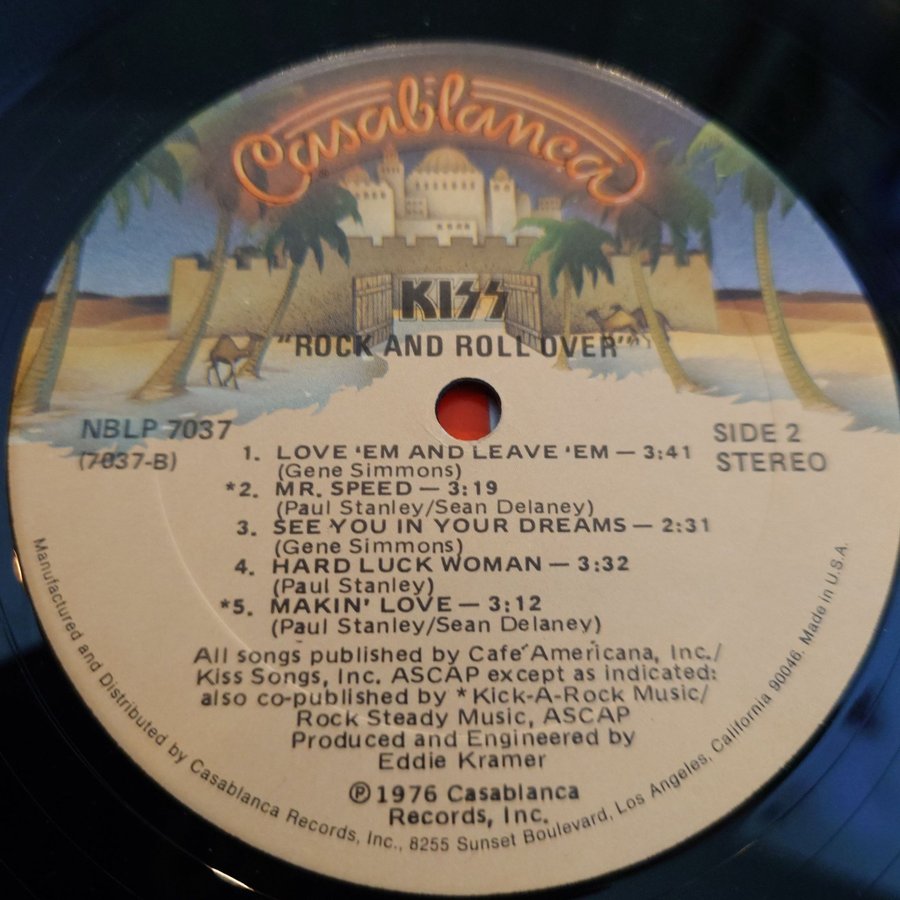 Casablanca
KISS
"ROCK AND ROLL OVER"
NBLP 7037
(7037-B)
SIDE 2
STEREO
1. LOVE 'EM AND LEAVE 'EM — 3:41
(Gene Simmons)
*2. MR. SPEED — 3:19
(Paul Stanley/Sean Delaney)
3. SEE YOU IN YOUR DREAMS — 2:31
(Gene Simmons)
4. HARD LUCK WOMAN — 3:32
(Paul Stanley)
*5. MAKIN' LOVE — 3:12
(Paul Stanley/Sean Delaney)
All songs published by Cafe´Americana, Inc./
Kiss Songs, Inc. ASCAP except as indicated:
also co-published by *Kick-A-Rock Music/
Rock Steady Music, ASCAP
Produced and Engineered by
Eddie Kramer
℗ 1976 Casablanca
Records, Inc.
Manufactured and Distributed by Casablanca Records, Inc., 8255 Sunset Boulevard, Los Angeles, California 90046. Made in U.S.A.